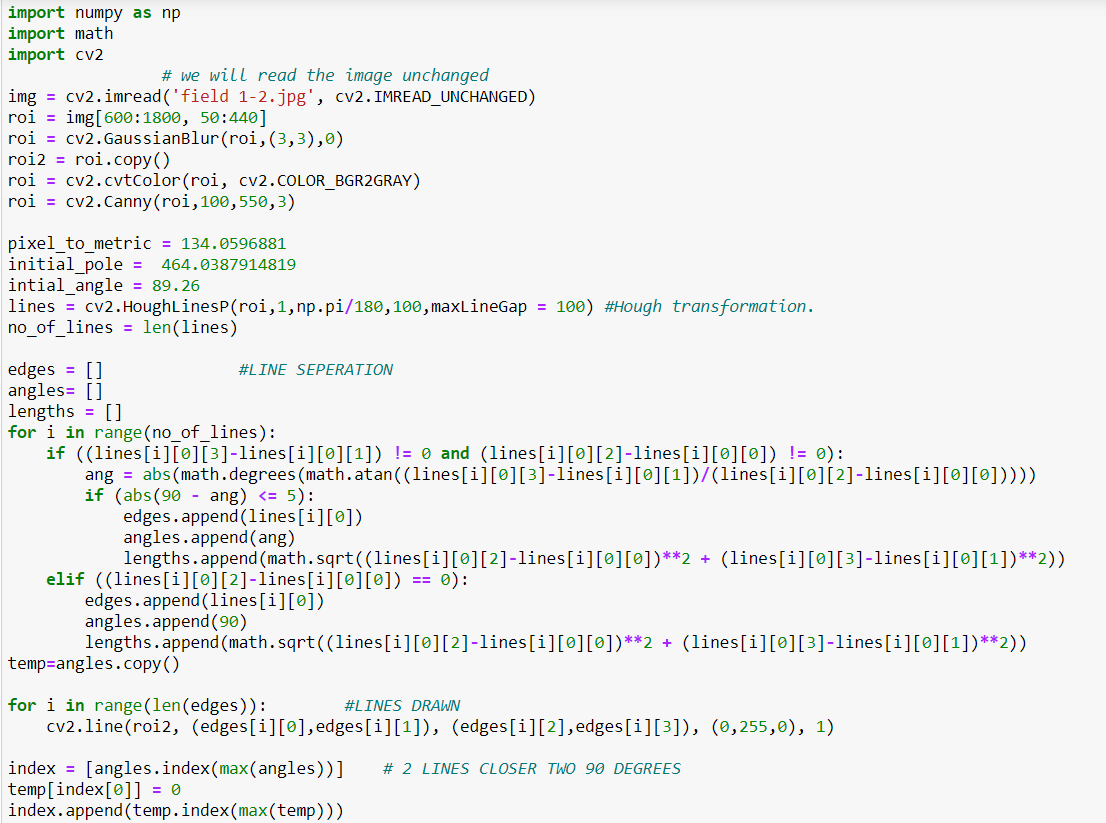 import numpy as np
import math
import cv2
# we will read the image unchanged
img = cv2.imread('field 1-2.jpg', cv2.IMREAD_UNCHANGED)
roi = img[600:1800, 50:440]
roi = cv2.GaussianBlur(roi,(3,3),0)
roi2 = roi.copy()
roi = cv2.cvtColor(roi, cv2.COLOR_BGR2GRAY)
roi = cv2.Canny(roi,100,550,3)
pixel_to_metric = 134.0596881
initial_pole =  464.0387914819
intial_angle = 89.26
lines = cv2.HoughLinesP(roi,1,np.pi/180,100,maxLineGap = 100) #Hough transformation.
no_of_lines = len(lines)
edges = []              #LINE SEPERATION
angles= []
lengths = []
for i in range(no_of_lines):
    if ((lines[i][0][3]-lines[i][0][1]) != 0 and (lines[i][0][2]-lines[i][0][0]) != 0):
        ang = abs(math.degrees(math.atan((lines[i][0][3]-lines[i][0][1])/(lines[i][0][2]-lines[i][0][0]))))
        if (abs(90 - ang) <= 5):
            edges.append(lines[i][0])
            angles.append(ang)
            lengths.append(math.sqrt((lines[i][0][2]-lines[i][0][0])**2 + (lines[i][0][3]-lines[i][0][1])**2))
    elif ((lines[i][0][2]-lines[i][0][0]) == 0):
        edges.append(lines[i][0])
        angles.append(90)
        lengths.append(math.sqrt((lines[i][0][2]-lines[i][0][0])**2 + (lines[i][0][3]-lines[i][0][1])**2))
temp=angles.copy()
for i in range(len(edges)):        #LINES DRAWN
    cv2.line(roi2, (edges[i][0],edges[i][1]), (edges[i][2],edges[i][3]), (0,255,0), 1)
index = [angles.index(max(angles))]    # 2 LINES CLOSER TWO 90 DEGREES
temp[index[0]] = 0
index.append(temp.index(max(temp)))